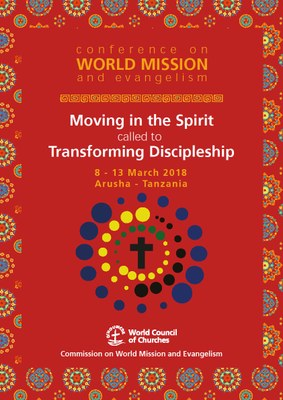 conference on
WORLD MISSION
and evangelism
Moving in the Spirit
called to
Transforming Discipleship
8 - 13 March 2018
Arusha - Tanzania
World Council
of Churches
Commission on World Mission and Evangelism